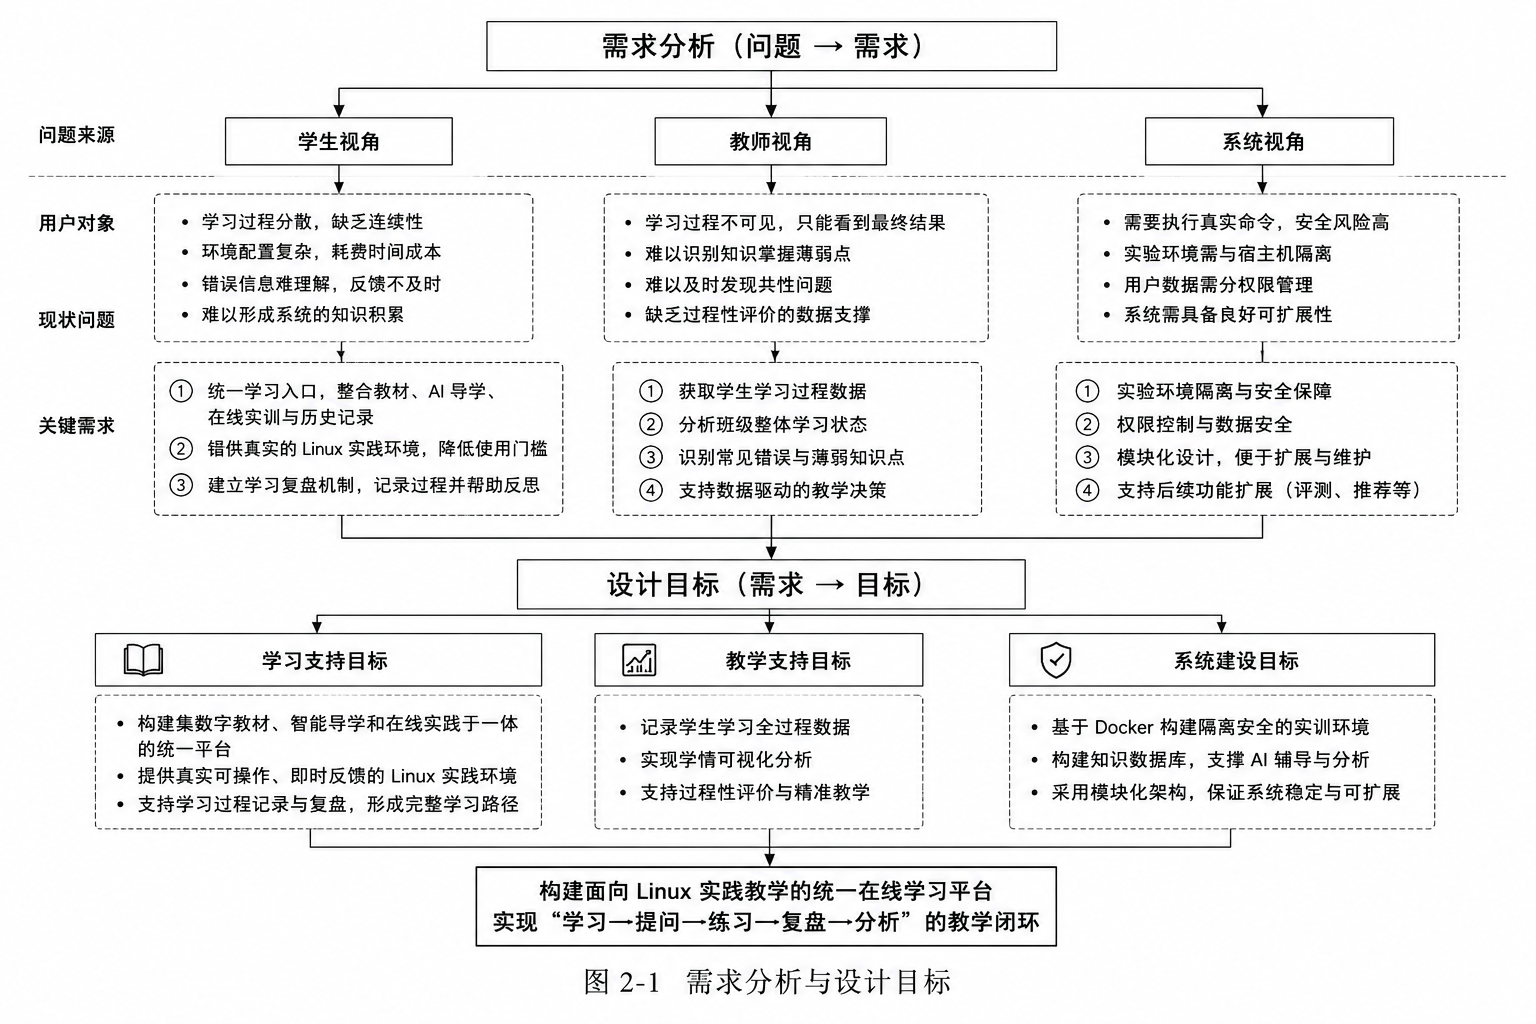 需求分析（问题 → 需求）
问题来源
学生视角
教师视角
系统视角
用户对象
现状问题
• 学习过程分散，缺乏连续性
• 环境配置复杂，耗费时间成本
• 错误信息难理解，反馈不及时
• 难以形成系统的知识积累
• 学习过程不可见，只能看到最终结果
• 难以识别知识掌握薄弱点
• 难以及时发现共性问题
• 缺乏过程性评价的数据支撑
• 需要执行真实命令，安全风险高
• 实验环境需与宿主机隔离
• 用户数据需分权限管理
• 系统需具备良好可扩展性
关键需求
① 统一学习入口，整合教材、AI 导学、
在线实训与历史记录
② 错供真实的 Linux 实践环境，降低使用门槛
③ 建立学习复盘机制，记录过程并帮助反思
① 获取学生学习过程数据
② 分析班级整体学习状态
③ 识别常见错误与薄弱知识点
④ 支持数据驱动的教学决策
① 实验环境隔离与安全保障
② 权限控制与数据安全
③ 模块化设计，便于扩展与维护
④ 支持后续功能扩展（评测、推荐等）
设计目标（需求 → 目标）
学习支持目标
教学支持目标
系统建设目标
• 构建集数字教材、智能导学和在线实践于一体
的统一平台
• 提供真实可操作、即时反馈的 Linux 实践环境
• 支持学习过程记录与复盘，形成完整学习路径
• 记录学生学习全过程数据
• 实现学情可视化分析
• 支持过程性评价与精准教学
• 基于 Docker 构建隔离安全的实训环境
• 构建知识数据库，支撑 AI 辅导与分析
• 采用模块化架构，保证系统稳定与可扩展
构建面向 Linux 实践教学的统一在线学习平台
实现“学习→提问→练习→复盘→分析”的教学闭环
图 2-1 需求分析与设计目标